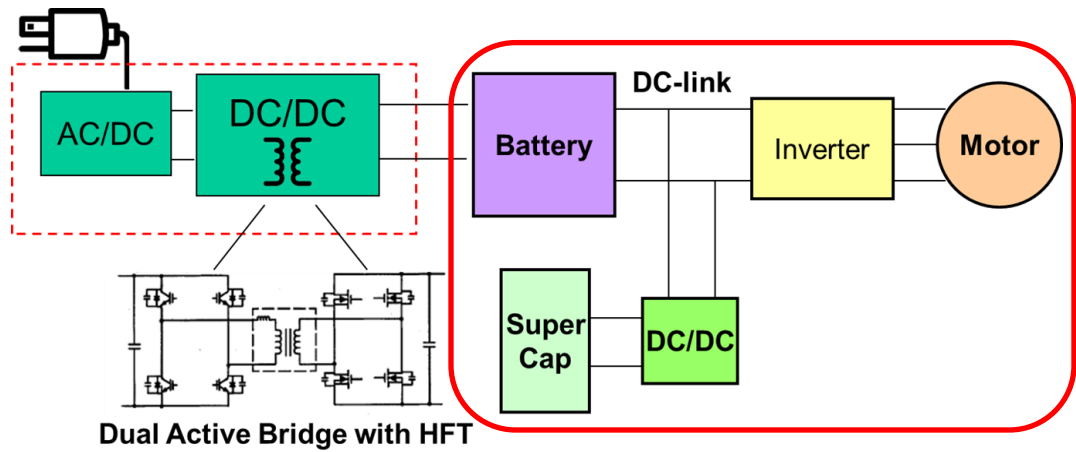 AC/DC
DC/DC
Battery
DC-link
Inverter
Motor
Super
Cap
DC/DC
Dual Active Bridge with HFT